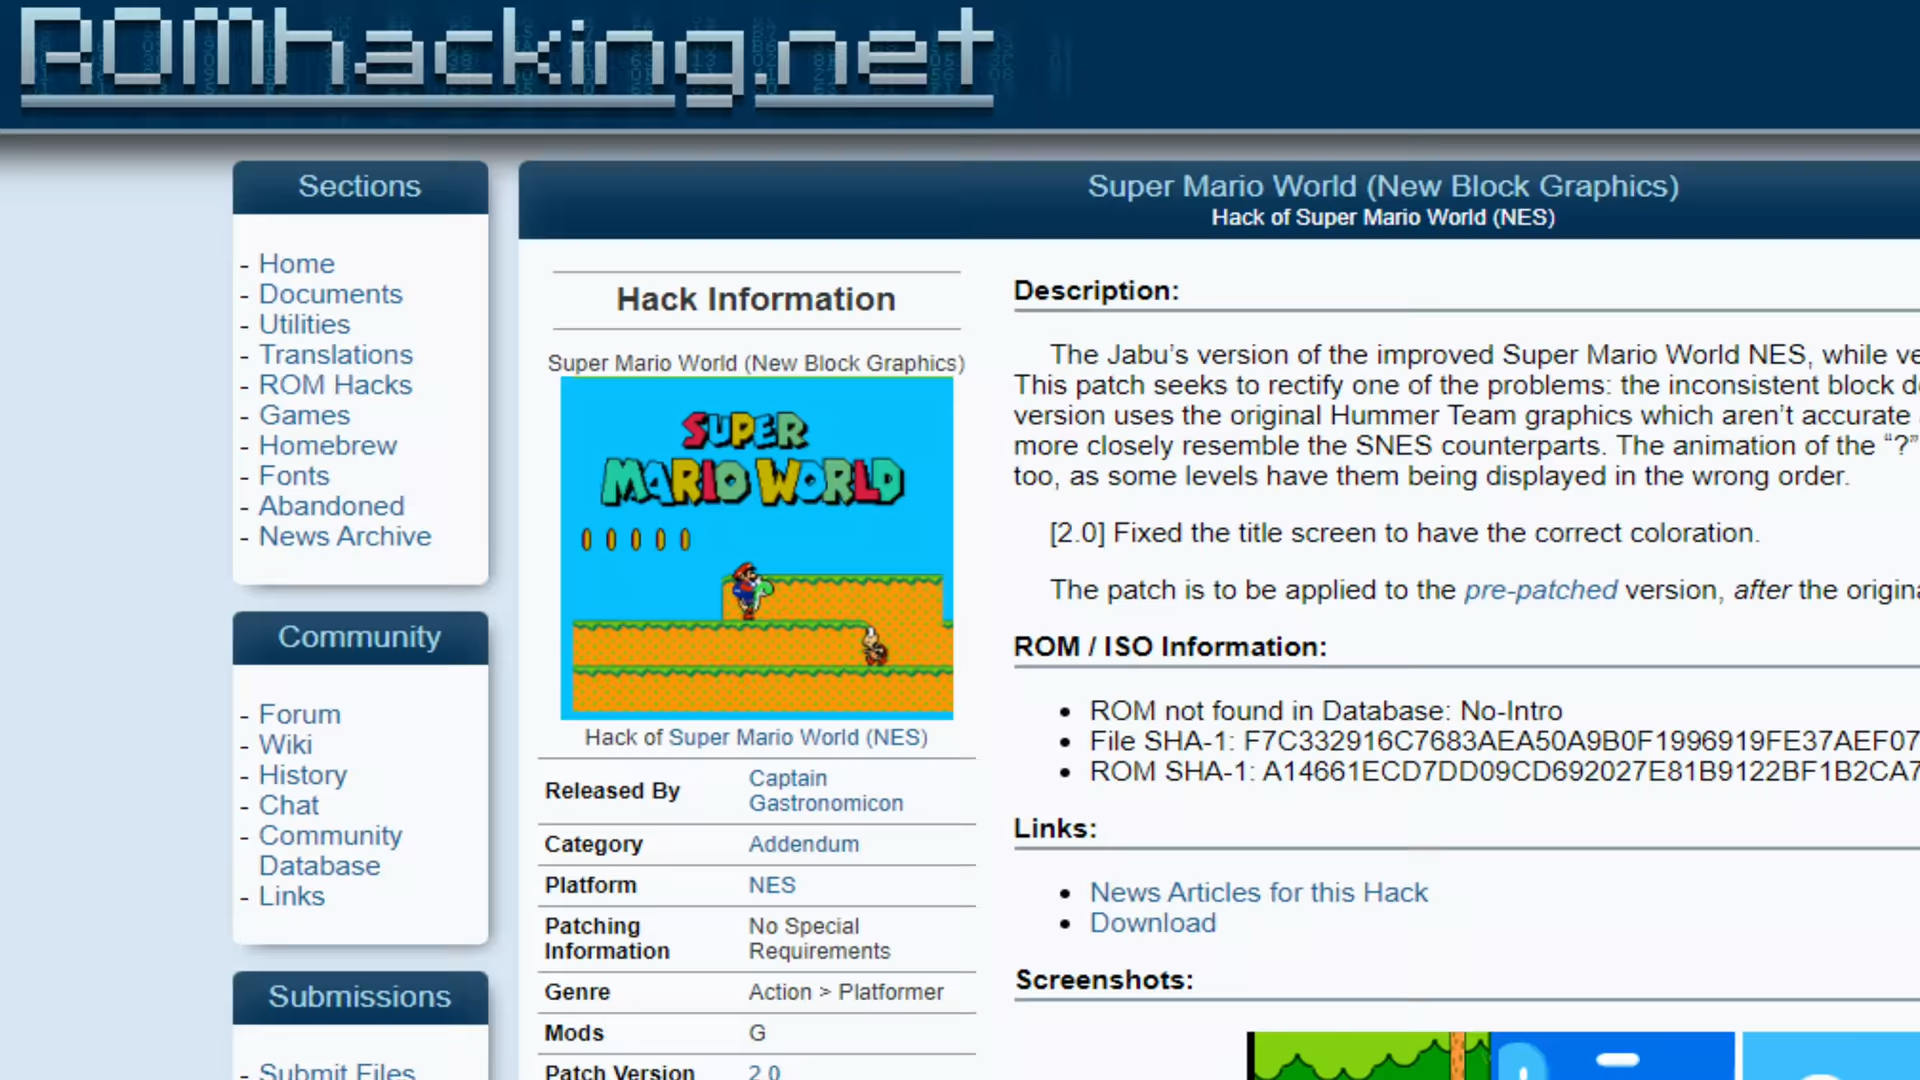 ROMhacking.net
Sections
- Home
- Documents
- Utilities
- Translations
- ROM Hacks
- Games
- Homebrew
- Fonts
- Abandoned
- News Archive
Community
- Forum
- Wiki
- History
- Chat
- Community
Database
- Links
Submissions
- Submit Files
Super Mario World (New Block Graphics)
Hack of Super Mario World (NES)
Hack Information
Super Mario World (New Block Graphics)
SUPER
MARIO WORLD
Hack of Super Mario World (NES)
Released By Captain
Gastronomicon
Category Addendum
Platform NES
Patching No Special
Information Requirements
Genre Action > Platformer
Mods G
Patch Version 2.0
Description:
The Jabu’s version of the improved Super Mario World NES, while
This patch seeks to rectify one of the problems: the inconsistent block
version uses the original Hummer Team graphics which aren’t accurate
more closely resemble the SNES counterparts. The animation of the “?”
too, as some levels have them being displayed in the wrong order.
[2.0] Fixed the title screen to have the correct coloration.
The patch is to be applied to the pre-patched version, after the
ROM / ISO Information:
• ROM not found in Database: No-Intro
• File SHA-1: F7C332916C7683AEA50A9B0F1996919FE37AEF07
• ROM SHA-1: A14661ECD7DD09CD692027E81B9122BF1B2CA7
Links:
• News Articles for this Hack
• Download
Screenshots: